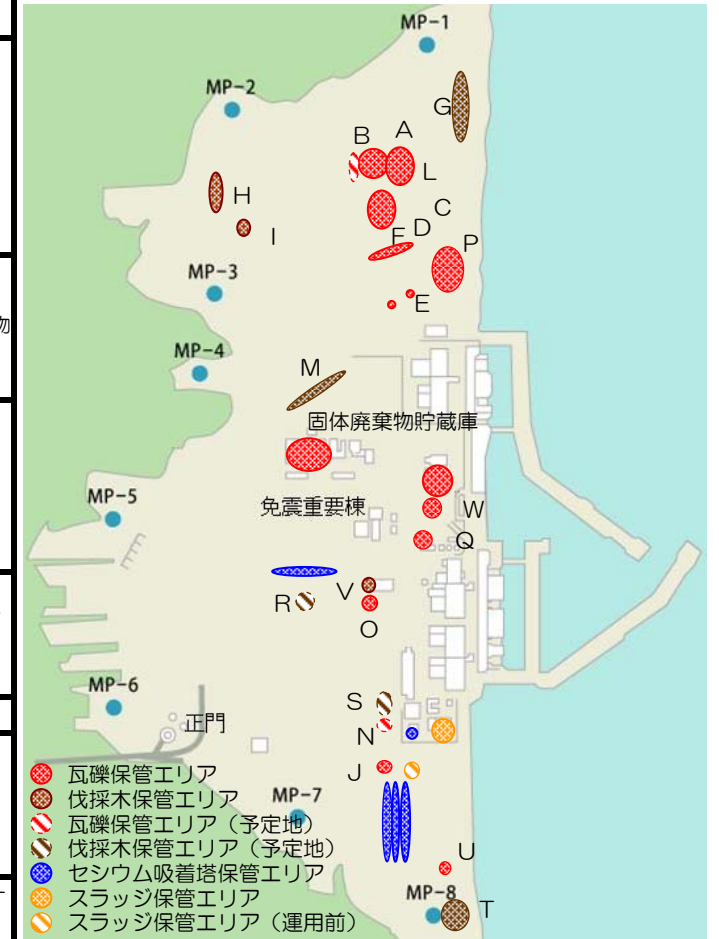 MP-1
MP-2
G
A
B
L
H
C
D
F
I
P
MP-3
E
物
MP-4
M
固体廃棄物貯蔵庫
免震重要棟
MP-5
W
Q
V
R
O
MP-6
S
正門
N
J
瓦礫保管エリア
伐採木保管エリア
MP-7
瓦礫保管エリア（予定地）
伐採木保管エリア（予定地）
セシウム吸着塔保管エリア
U
スラッジ保管エリア
MP-8
T
スラッジ保管エリア（運用前）